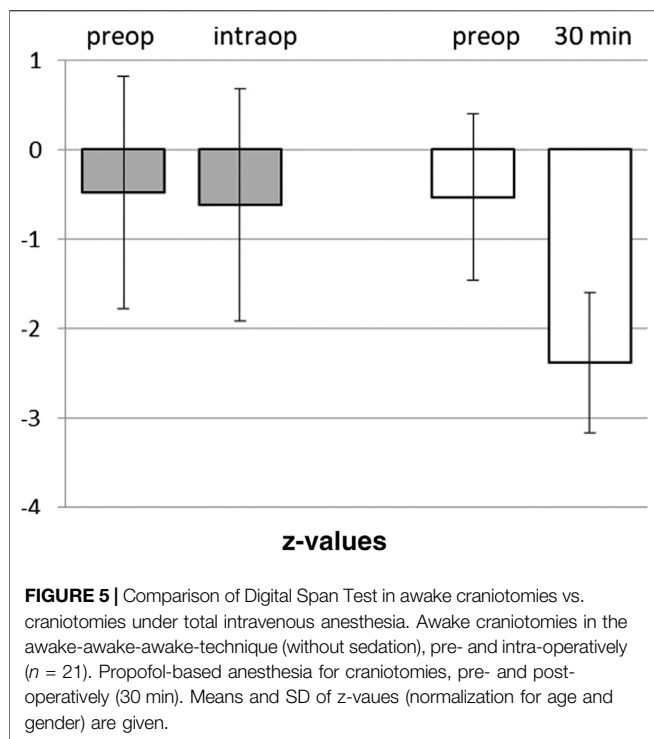 preop intraop preop 30 min
1
0
-1
-2
-3
-4
z-values
FIGURE 5 | Comparison of Digital Span Test in awake craniotomies vs.
craniotomies under total intravenous anesthesia. Awake craniotomies in the
awake-awake-awake-technique (without sedation), pre- and intra-operatively
(n = 21). Propofol-based anesthesia for craniotomies, pre- and post-
operatively (30 min). Means and SD of z-vaues (normalization for age and
gender) are given.